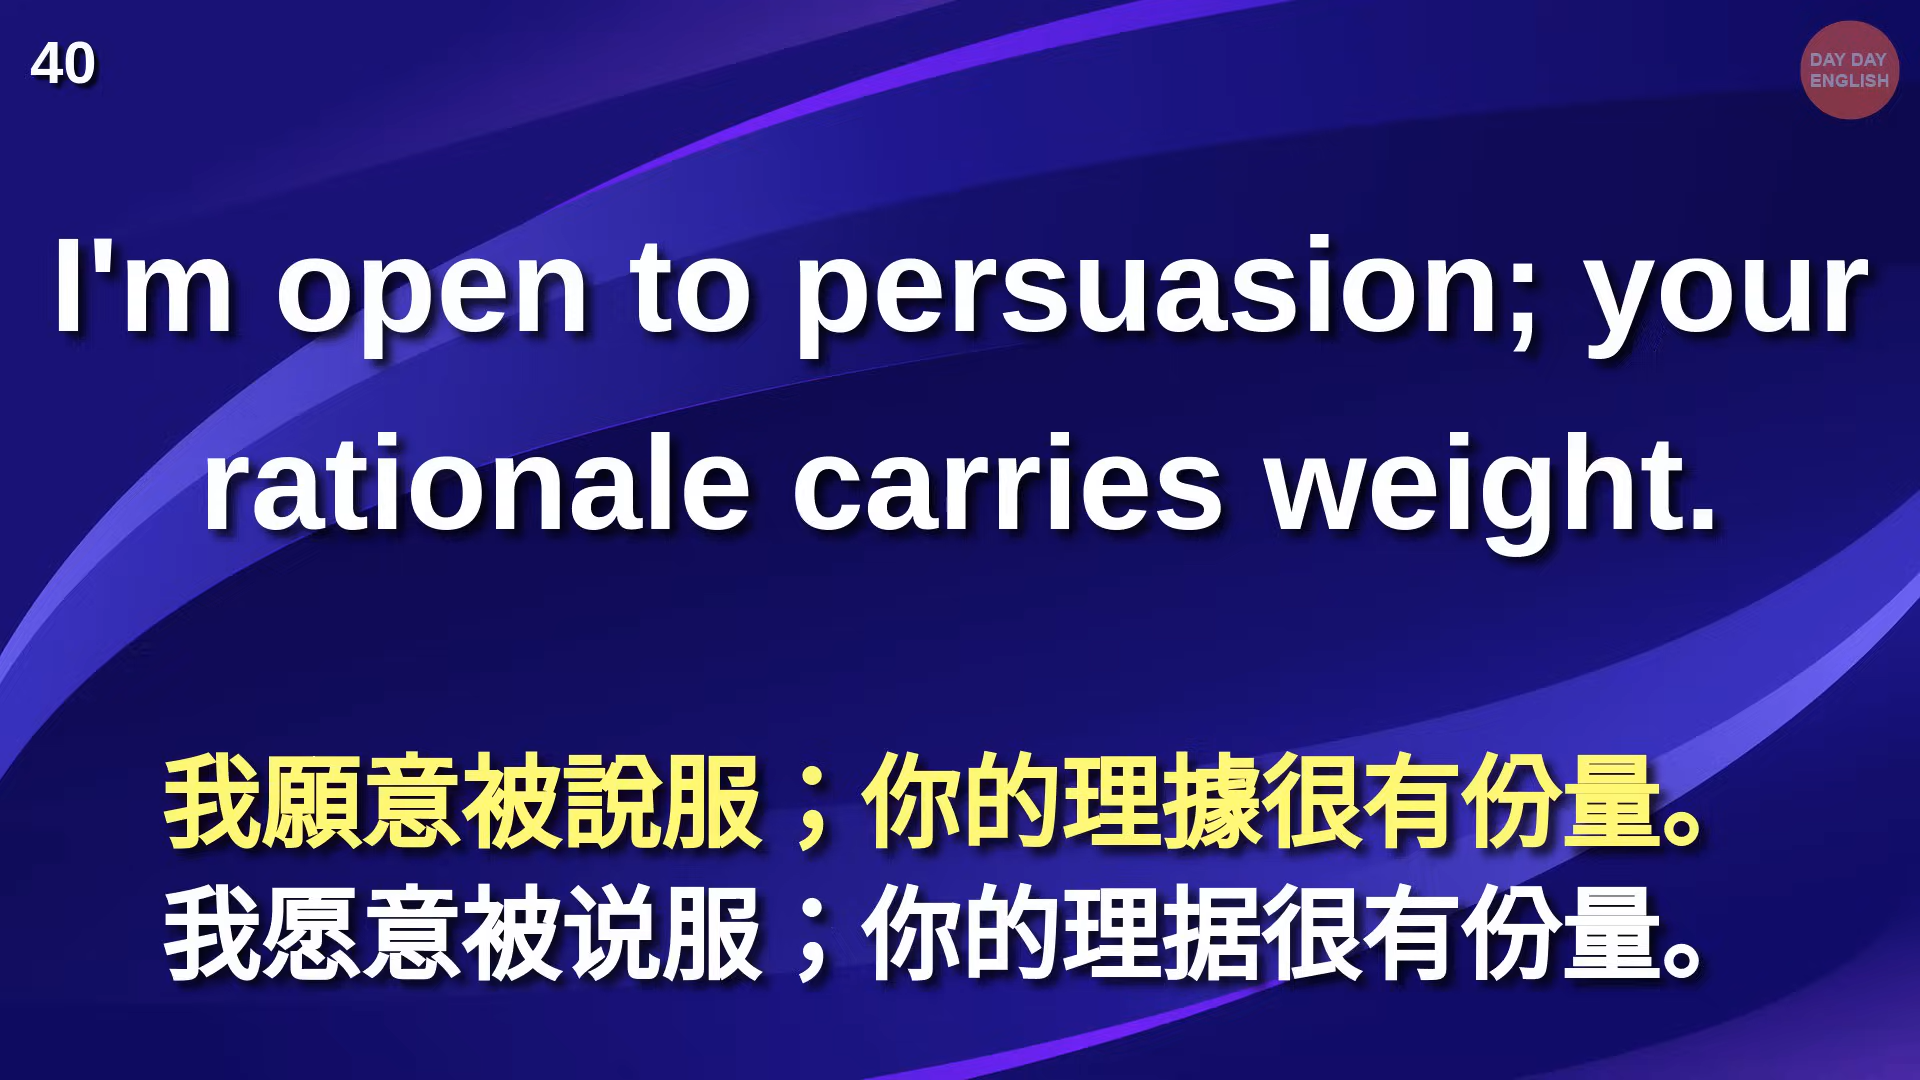 40
DAY DAY
ENGLISH
I'm open to persuasion; your
rationale carries weight.
我願意被說服；你的理據很有份量。
我愿意被说服；你的理据很有份量。